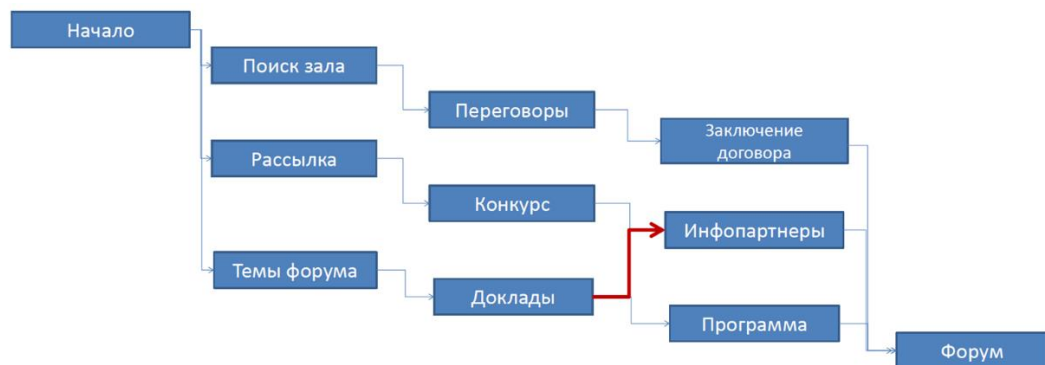 Начало
Поиск зала
Переговоры
Заключение
договора
Рассылка
Конкурс
Инфопартнеры
Темы форума
Доклады
Программа
Форум